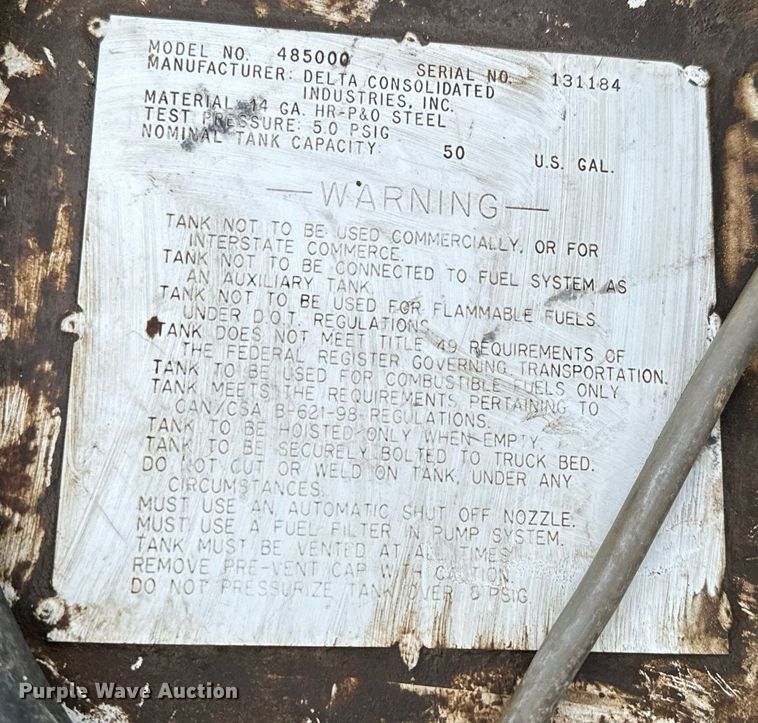 MODEL NO. 485000 SERIAL NO. 131184
MANUFACTURER: DELTA CONSOLIDATED
INDUSTRIES, INC.
MATERIAL: 14 GA. HR-P&O STEEL
TEST PRESSURE: 5.0 PSIG
NOMINAL TANK CAPACITY 50 U.S. GAL.
—WARNING—
TANK NOT TO BE USED COMMERCIALLY, OR FOR
INTERSTATE COMMERCE.
TANK NOT TO BE CONNECTED TO FUEL SYSTEM AS
AN AUXILIARY TANK.
TANK NOT TO BE USED FOR FLAMMABLE FUELS
UNDER D.O.T. REGULATIONS.
TANK DOES NOT MEET TITLE 49 REQUIREMENTS OF
THE FEDERAL REGISTER GOVERNING TRANSPORTATION.
TANK TO BE USED FOR COMBUSTIBLE FUELS ONLY
TANK MEETS THE REQUIREMENTS PERTAINING TO
CAN/CSA B-621-98 REGULATIONS.
TANK TO BE HOISTED ONLY WHEN EMPTY.
TANK TO BE SECURELY BOLTED TO TRUCK BED.
DO NOT CUT OR WELD ON TANK, UNDER ANY
CIRCUMSTANCES.
MUST USE AN AUTOMATIC SHUT OFF NOZZLE.
MUST USE A FUEL FILTER IN PUMP SYSTEM.
TANK MUST BE VENTED AT ALL TIMES
REMOVE PRE-VENT CAP WITH CAUTION.
DO NOT PRESSURIZE TANK OVER PSIG
Purple Wave Auction